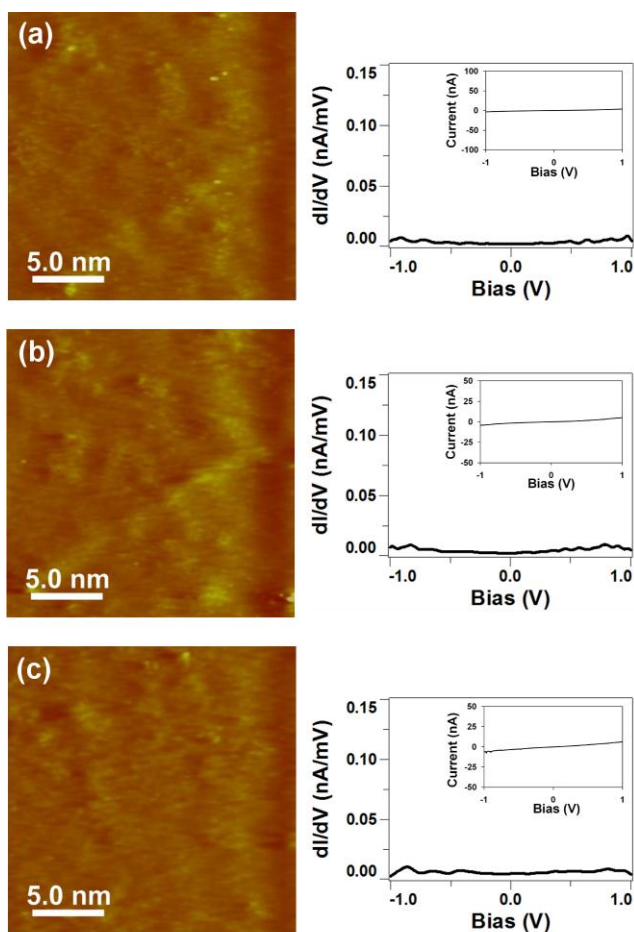 (a)
5.0 nm
dI/dV (nA/mV)
0.15
0.10
0.05
0.00
-1.0
0.0
1.0
Bias (V)
Current (nA)
100
50
0
-50
-100
-1
0
1
Bias (V)
(b)
5.0 nm
dI/dV (nA/mV)
0.15
0.10
0.05
0.00
-1.0
0.0
1.0
Bias (V)
Current (nA)
50
25
0
-25
-50
-1
0
1
Bias (V)
(c)
5.0 nm
dI/dV (nA/mV)
0.15
0.10
0.05
0.00
-1.0
0.0
1.0
Bias (V)
Current (nA)
50
25
0
-25
-50
-1
0
1
Bias (V)